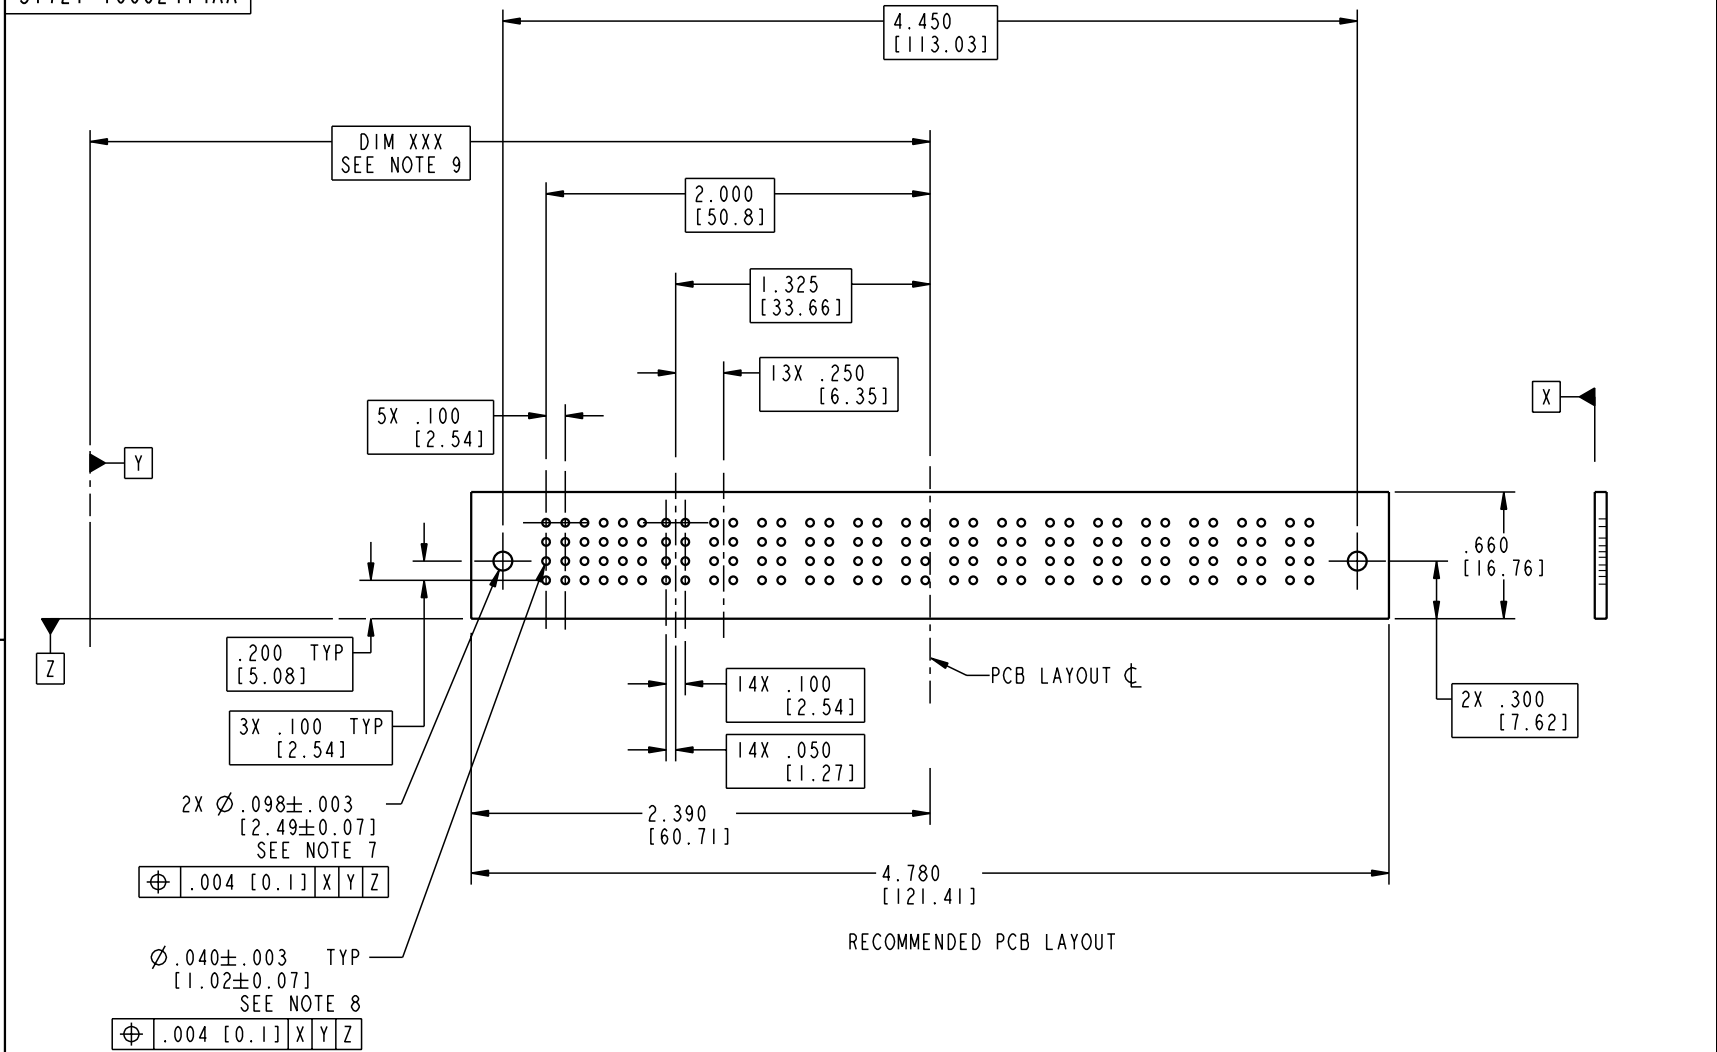 4.450
[113.03]
DIM XXX
SEE NOTE 9
2.000
[50.8]
1.325
[33.66]
13X .250
[6.35]
5X .100
[2.54]
X
Y
.660
[16.76]
Z
.200 TYP
[5.08]
PCB LAYOUT ℄
14X .100
[2.54]
2X .300
[7.62]
3X .100 TYP
[2.54]
14X .050
[1.27]
2X Ø.098±.003
[2.49±0.07]
SEE NOTE 7
⌖ .004 [0.1] X Y Z
2.390
[60.71]
4.780
[121.41]
RECOMMENDED PCB LAYOUT
Ø.040±.003 TYP
[1.02±0.07]
SEE NOTE 8
⌖ .004 [0.1] X Y Z